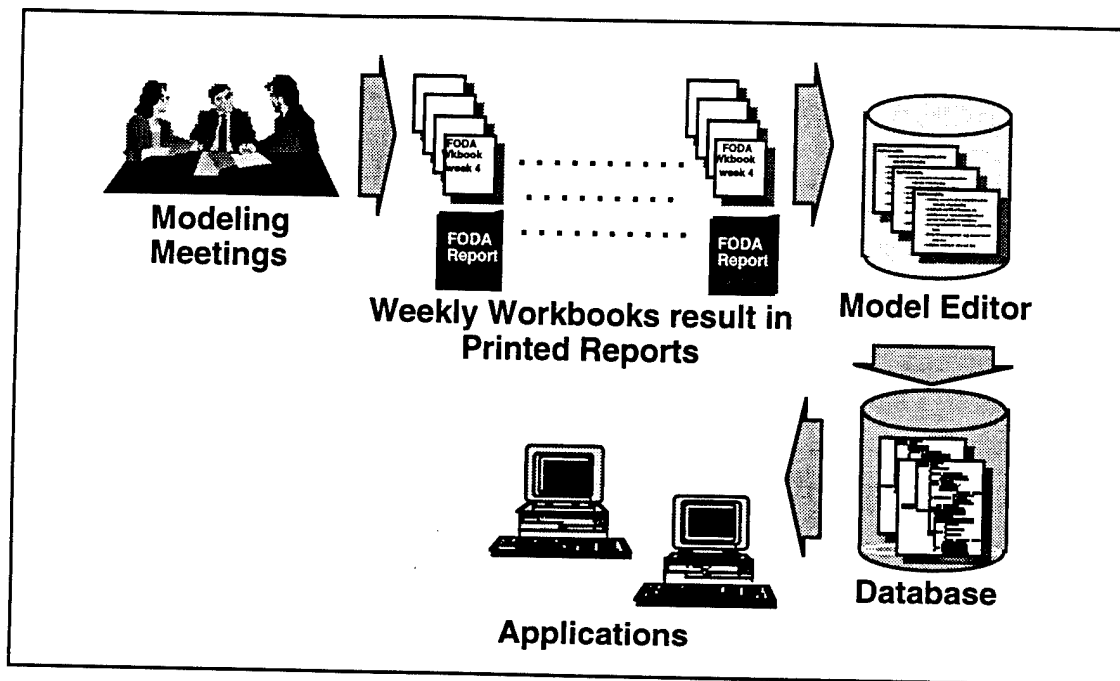 FODA
Wkbook
week 4
FODA
Wkbook
week 4
FODA
Report
FODA
Report
Modeling
Meetings
Weekly Workbooks result in
Printed Reports
Model Editor
Database
Applications